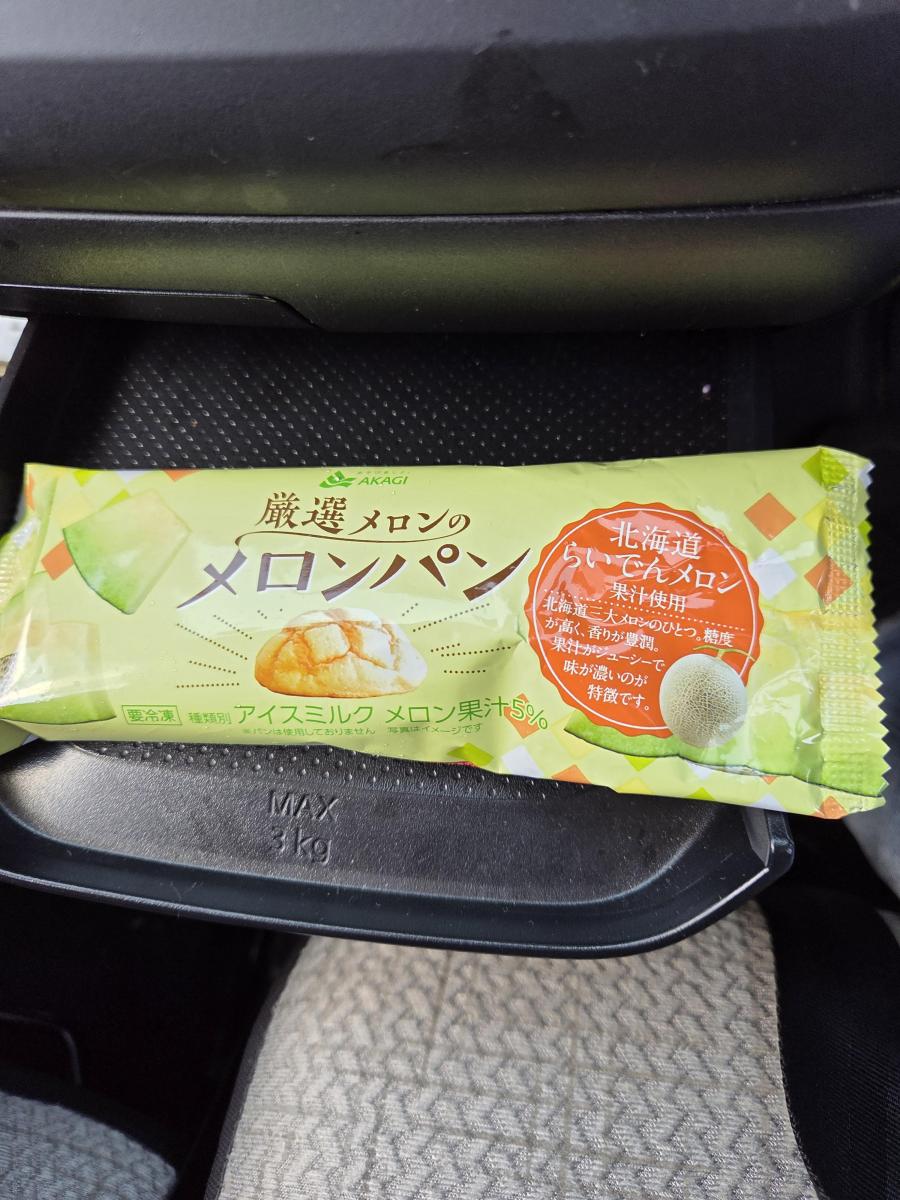 AKAGI
厳選メロンの
メロンパン
北海道
らいでんメロン
果汁使用
北海道三大メロンのひとつ。糖度
が高く、香りが豊潤。
果汁がジューシーで
味が濃いのが
特徴です。
要冷凍 種類別 アイスミルク メロン果汁5%
※パンは使用しておりません 写真はイメージです
MAX
3 kg